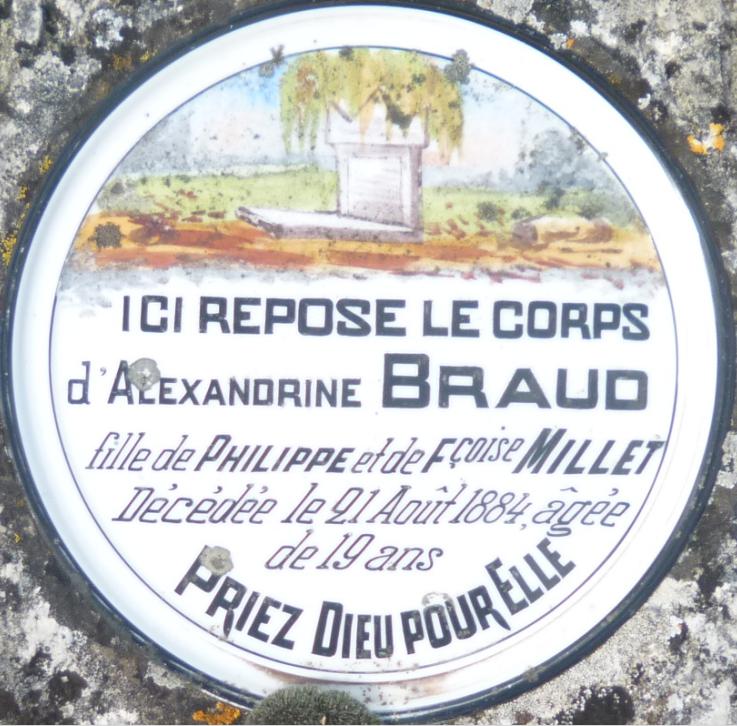 ICI REPOSE LE CORPS
d'ALEXANDRINE BRAUD
fille de PHILIPPE et de Fçoise MILLET
Décédée le 21 Août 1884, âgée
de 19 ans
PRIEZ DIEU POUR ELLE